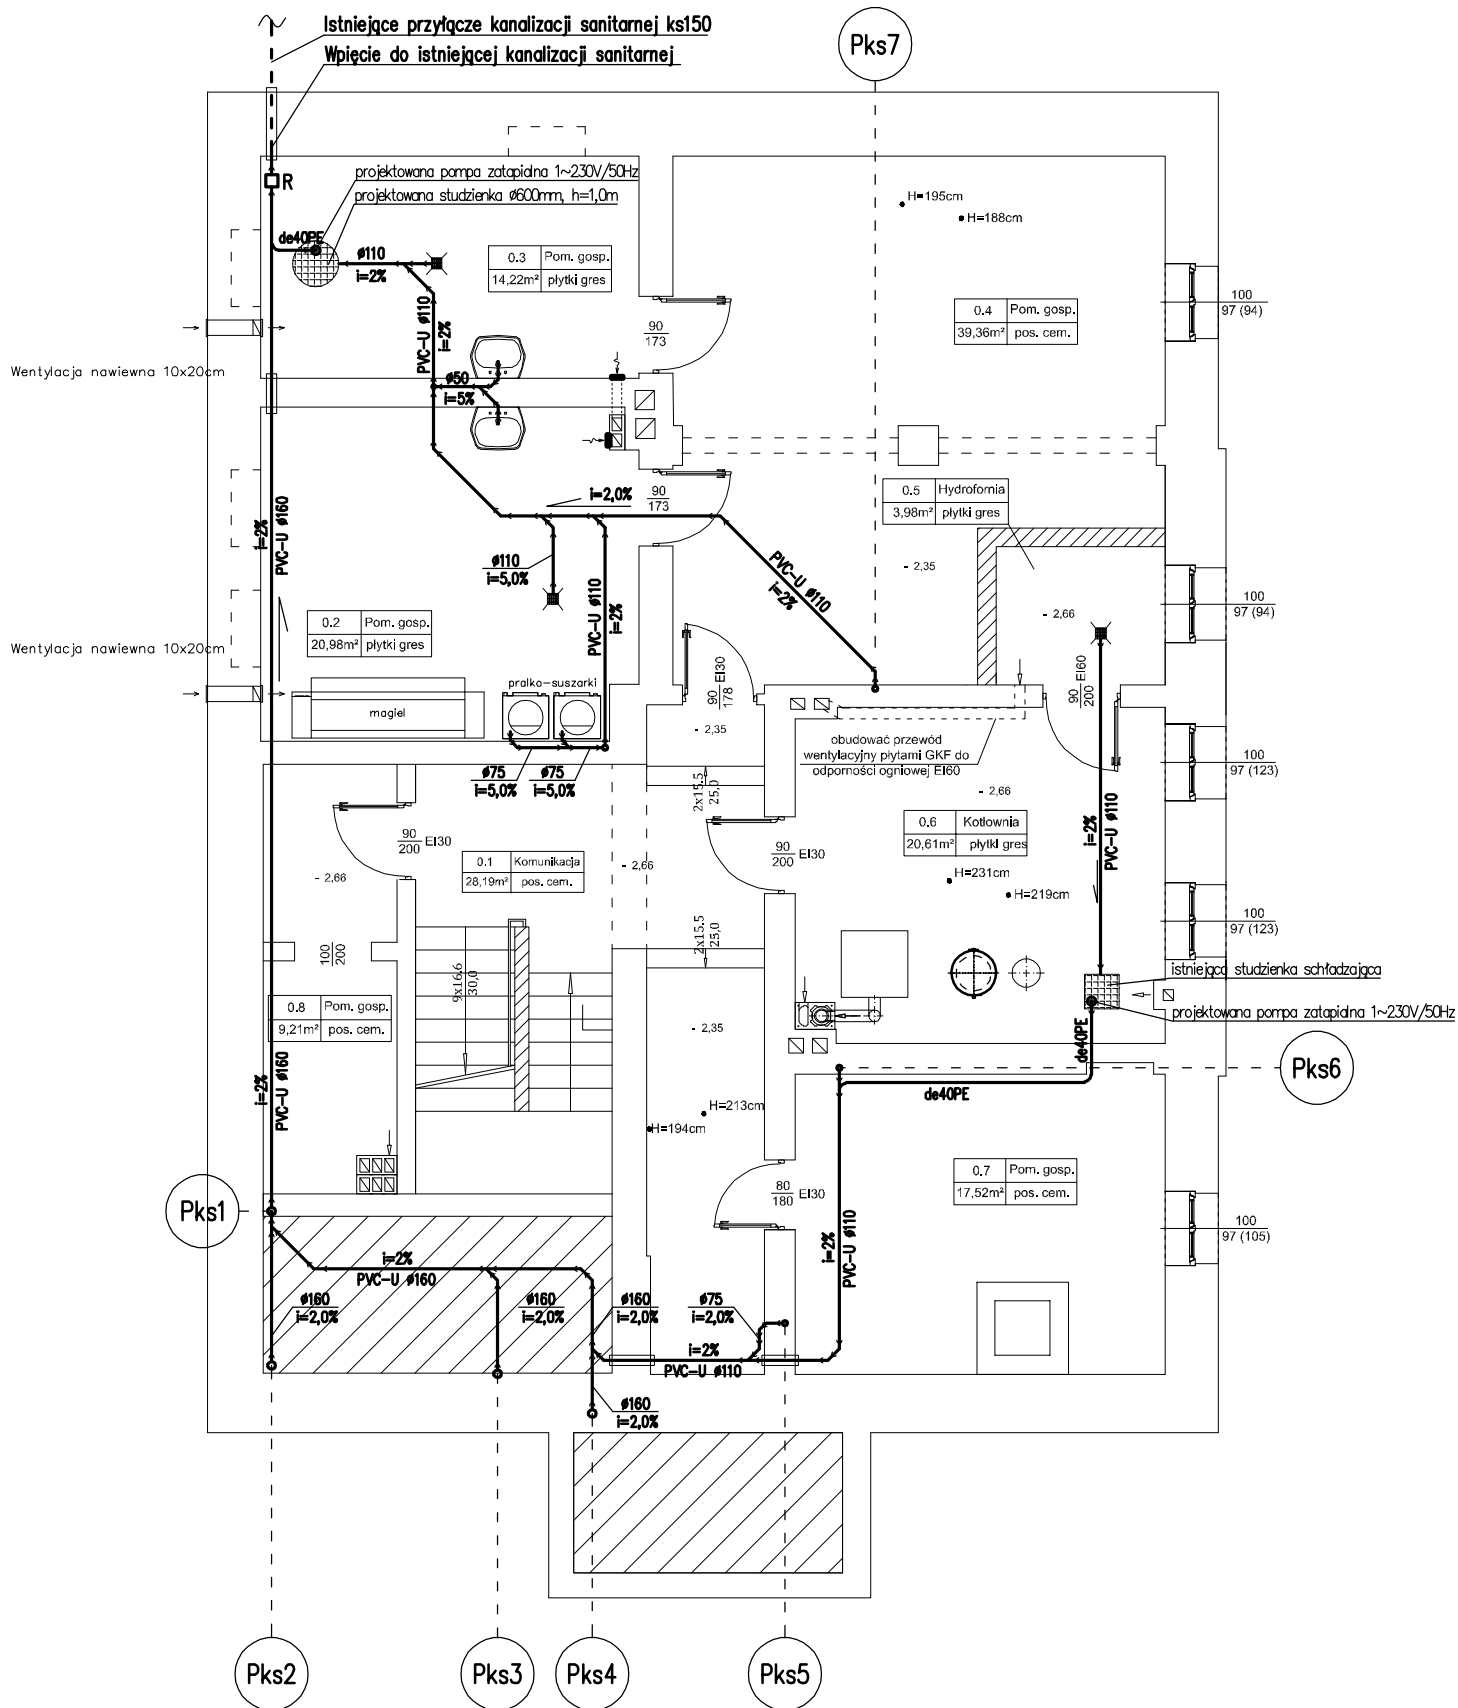 Istniejące przyłącze kanalizacji sanitarnej ks150
Wpięcie do istniejącej kanalizacji sanitarnej
Pks7
R
projektowana pompa zatapialna 1~230V/50Hz
projektowana studzienka Ø600mm, h=1,0m
de40PE
ø110
i=2%
PVC-U ø110
i=2%
0.3 Pom. gosp.
14,22m² płytki gres
H=195cm
H=188cm
0.4 Pom. gosp.
39,36m² pos. cem.
100
97 (94)
90
173
Wentylacja nawiewna 10x20cm
ø50
i=5%
PVC-U ø160
i=2%
i=2,0%
90
173
0.5 Hydrofornia
3,98m² płytki gres
ø110
i=5,0%
PVC-U ø110
i=2%
PVC-U ø110
i=2%
- 2,35
- 2,66
100
97 (94)
0.2 Pom. gosp.
20,98m² płytki gres
Wentylacja nawiewna 10x20cm
magiel
pralko-suszarki
90
178
EI30
90
200
EI60
- 2,35
obudować przewód
wentylacyjny płytami GKF do
odporności ogniowej EI60
ø75
i=5,0%
ø75
i=5,0%
2x15.5
25,0
- 2,66
100
97 (123)
90
200
EI30
0.1 Komunikacja
28,19m² pos. cem.
- 2,66
90
200
EI30
0.6 Kotłownia
20,61m² płytki gres
i=2%
PVC-U ø110
- 2,66
H=231cm
H=219cm
100
97 (123)
100
200
9x16.6
30,0
2x15.5
25,0
istniejąca studzienka schładzająca
projektowana pompa zatapialna 1~230V/50Hz
0.8 Pom. gosp.
9,21m² pos. cem.
- 2,35
de40PE
Pks6
i=2%
PVC-U ø160
de40PE
H=213cm
H=194cm
0.7 Pom. gosp.
17,52m² pos. cem.
80
180
EI30
Pks1
100
97 (105)
i=2%
PVC-U ø160
i=2%
PVC-U ø110
ø160
i=2,0%
ø160
i=2,0%
ø160
i=2,0%
ø75
i=2,0%
i=2%
PVC-U ø110
ø160
i=2,0%
Pks2
Pks3
Pks4
Pks5